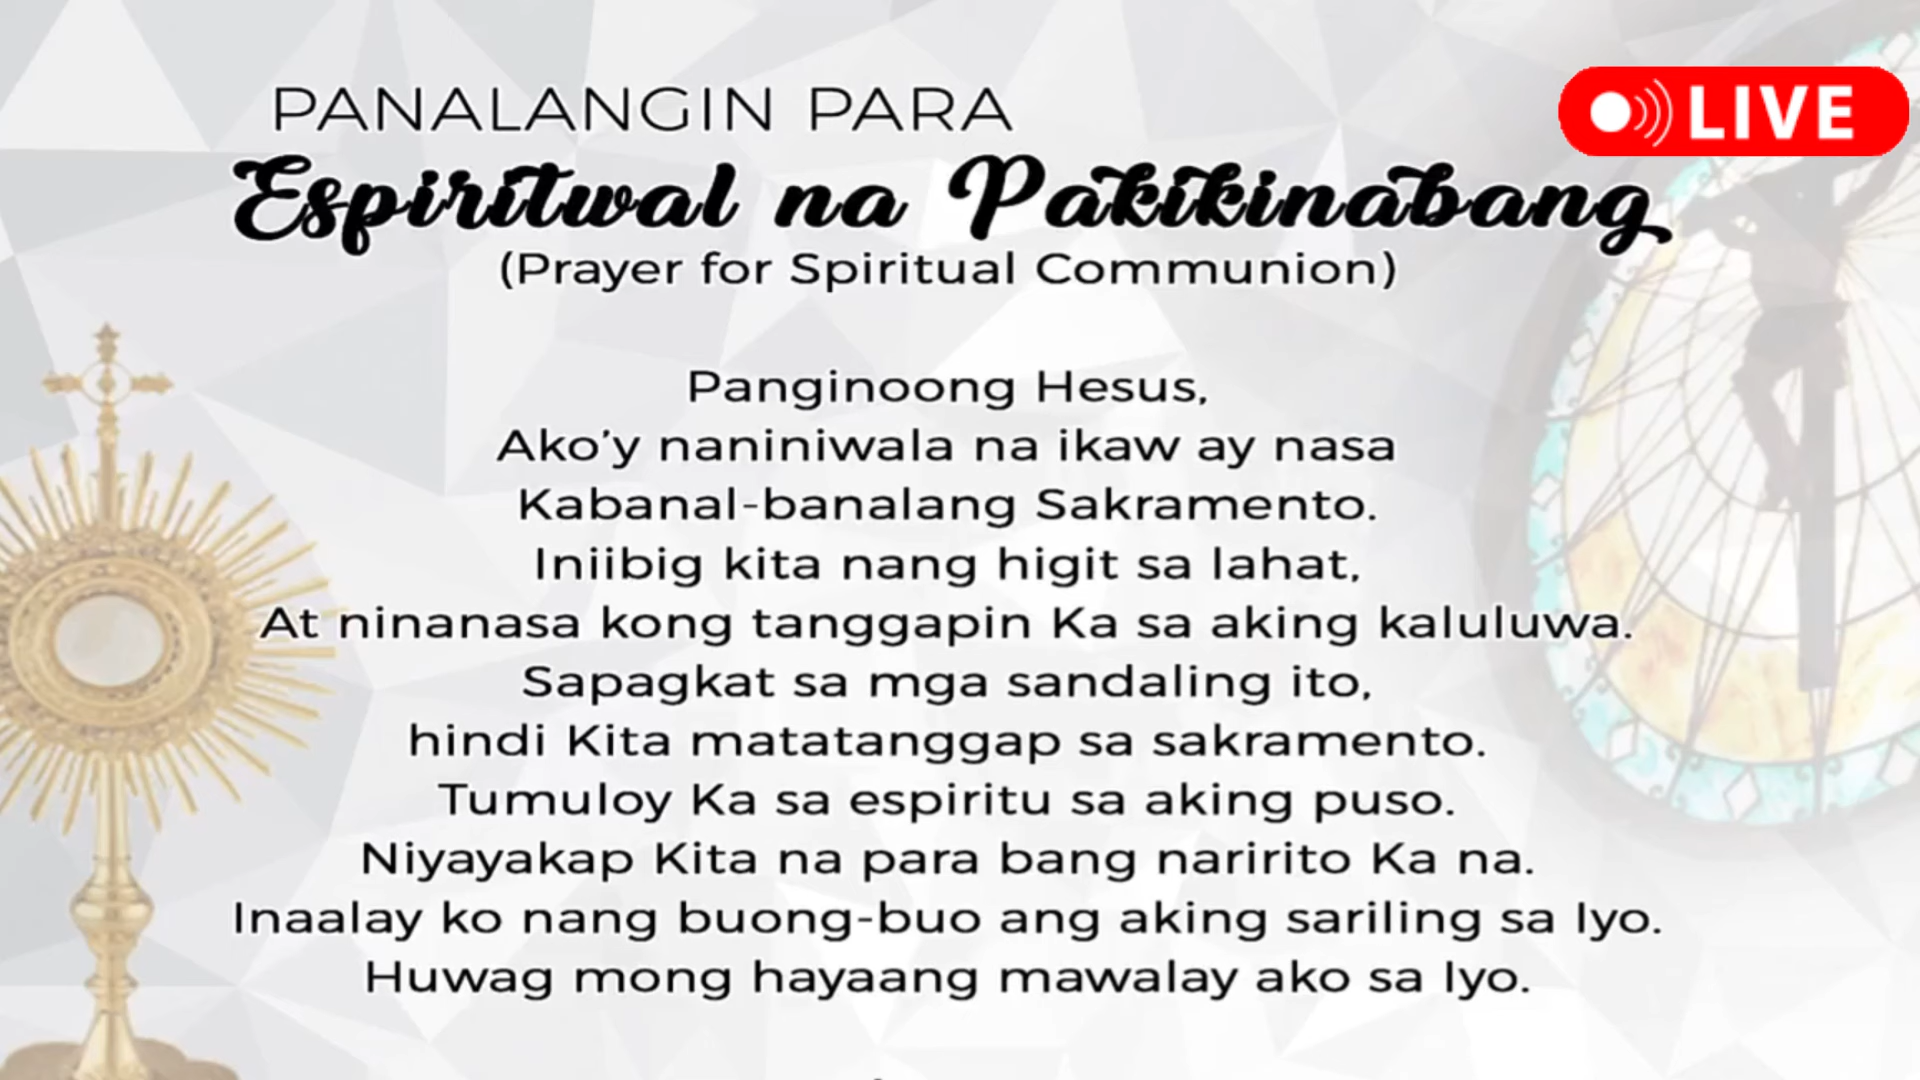 PANALANGIN PARA
LIVE
Espiritwal na Pakikinabang
(Prayer for Spiritual Communion)
Panginoong Hesus,
Ako'y naniniwala na ikaw ay nasa
Kabanal-banalang Sakramento.
Iniibig kita nang higit sa lahat,
At ninanasa kong tanggapin Ka sa aking kaluluwa.
Sapagkat sa mga sandaling ito,
hindi Kita matatanggap sa sakramento.
Tumuloy Ka sa espiritu sa aking puso.
Niyayakap Kita na para bang naririto Ka na.
Inaalay ko nang buong-buo ang aking sariling sa Iyo.
Huwag mong hayaang mawalay ako sa Iyo.